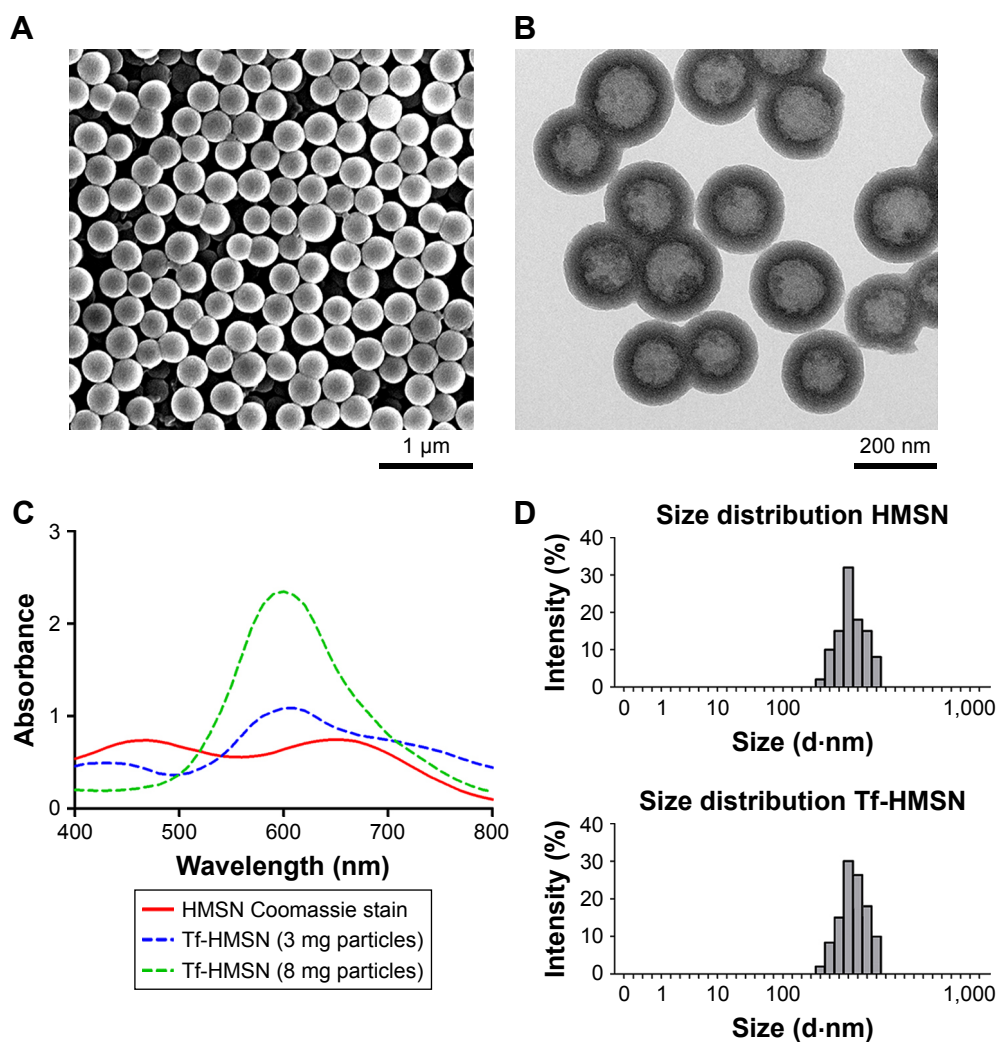 A
B
1 µm
200 nm
C
3
2
1
0
Absorbance
400
500
600
700
800
Wavelength (nm)
HMSN Coomassie stain
Tf-HMSN (3 mg particles)
Tf-HMSN (8 mg particles)
D
Size distribution HMSN
Intensity (%)
40
30
20
10
0
0 1 10 100 1,000
Size (d·nm)
Size distribution Tf-HMSN
Intensity (%)
40
30
20
10
0
0 1 10 100 1,000
Size (d·nm)